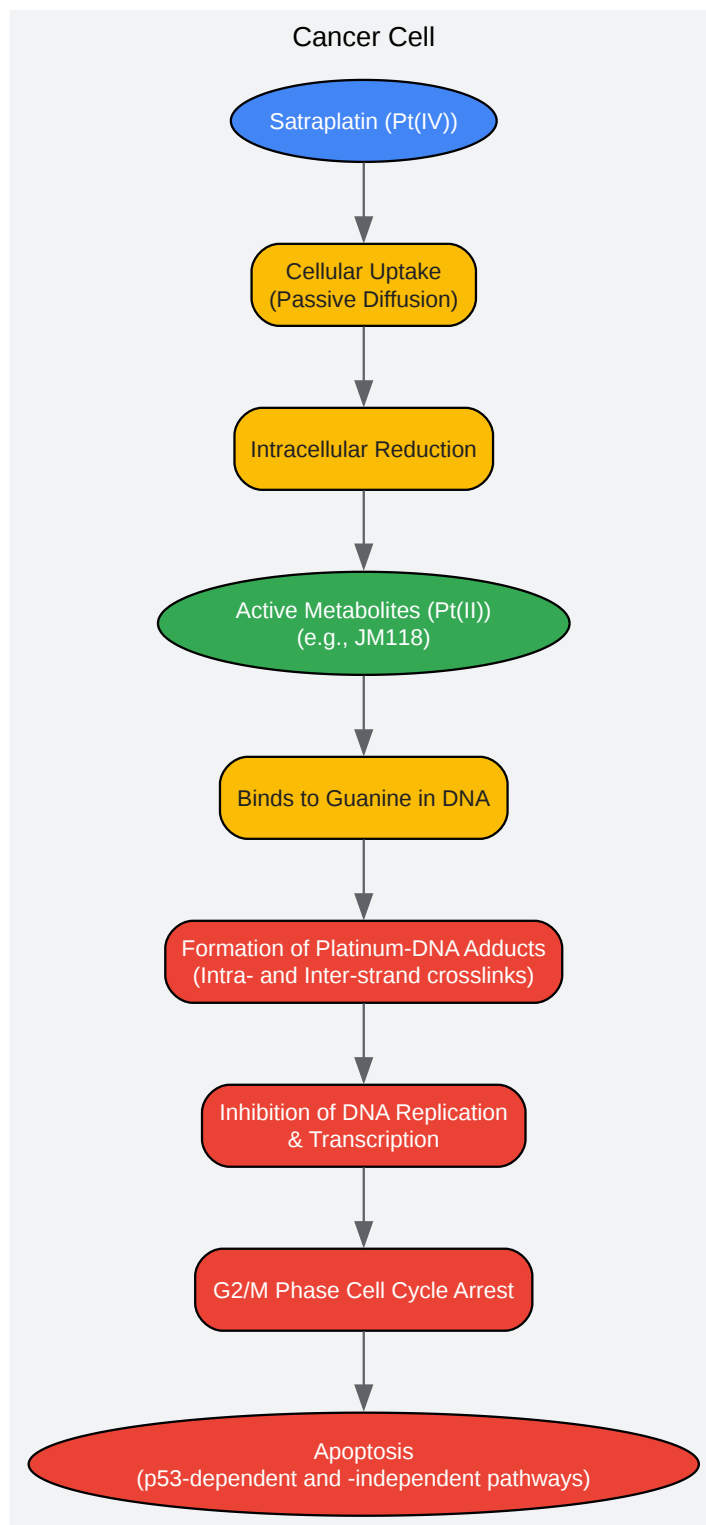 Cancer Cell
Satraplatin (Pt(IV))
Cellular Uptake
(Passive Diffusion)
Intracellular Reduction
Active Metabolites (Pt(II))
(e.g., JM118)
Binds to Guanine in DNA
Formation of Platinum-DNA Adducts
(Intra- and Inter-strand crosslinks)
Inhibition of DNA Replication
& Transcription
G2/M Phase Cell Cycle Arrest
Apoptosis
(p53-dependent and -independent pathways)